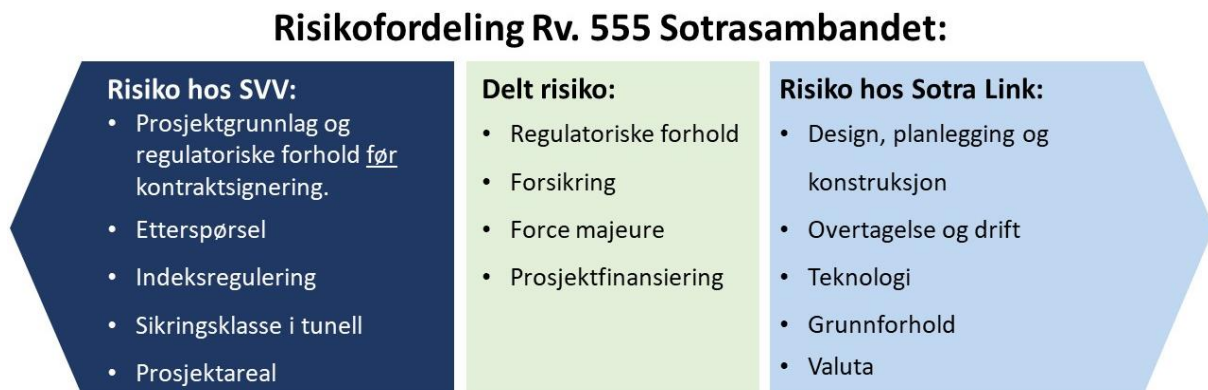 Risikofordeling Rv. 555 Sotrasambandet:
Risiko hos SVV:
• Prosjektgrunnlag og
regulatoriske forhold før
kontraktsignering.
• Etterspørsel
• Indeksregulering
• Sikringsklasse i tunell
• Prosjektareal
Delt risiko:
• Regulatoriske forhold
• Forsikring
• Force majeure
• Prosjektfinansiering
Risiko hos Sotra Link:
• Design, planlegging og
konstruksjon
• Overtagelse og drift
• Teknologi
• Grunnforhold
• Valuta